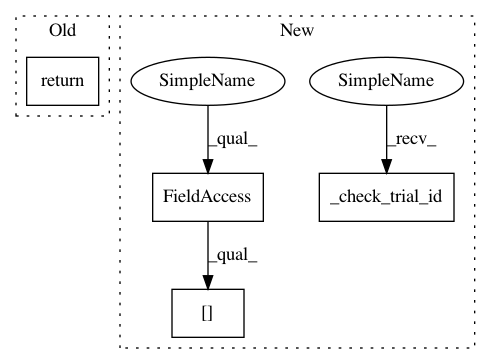 Old
New
return
SimpleName
SimpleName
_qual_
_recv_
FieldAccess
_check_trial_id
_qual_
[]